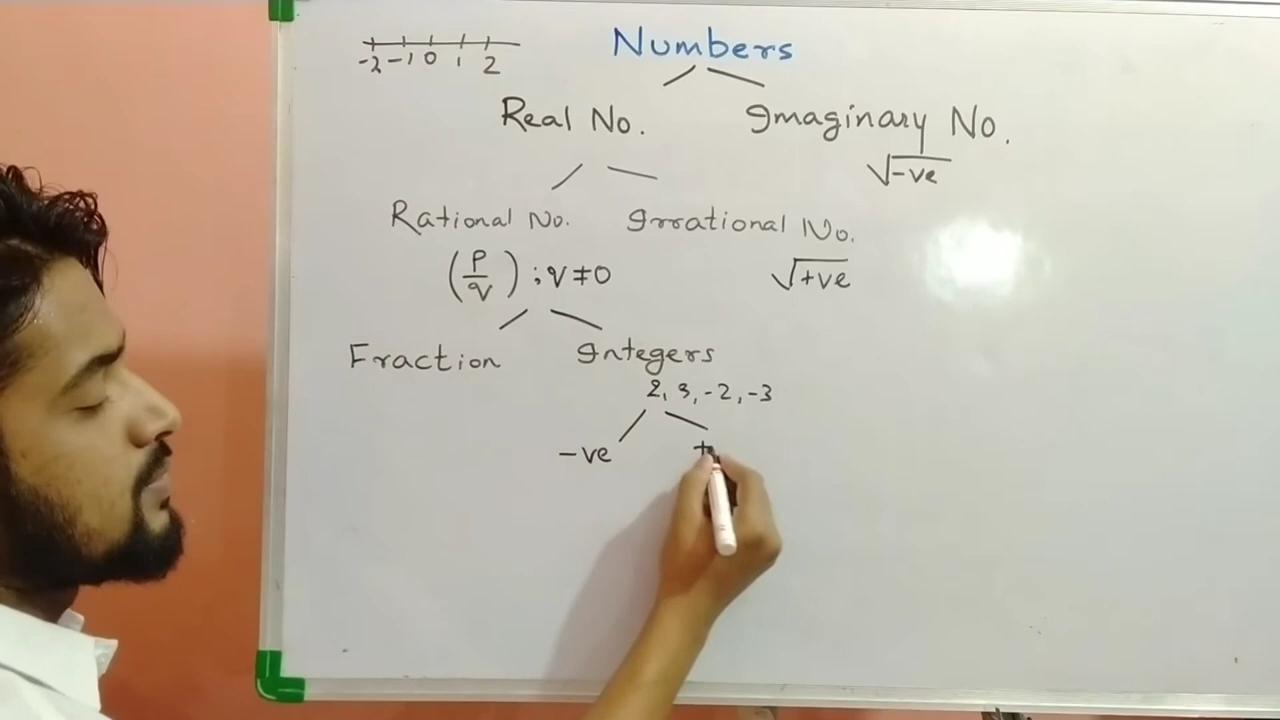 Numbers
-2 -1 0 1 2
Real No. Imaginary No.
√-ve
Rational No. Irrational No.
(p/q) ; q ≠ 0 √+ve
Fraction Integers
2, 3, -2, -3
-ve +